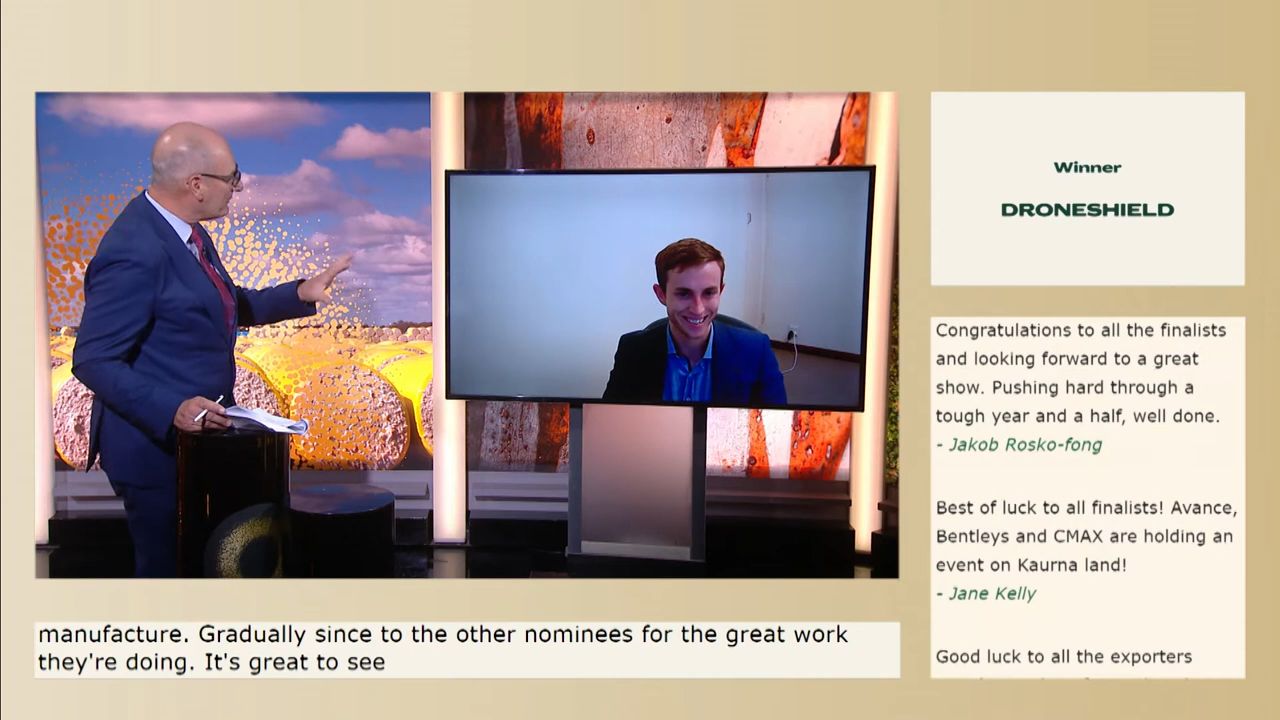 Winner
DRONESHIELD
Congratulations to all the finalists
and looking forward to a great
show. Pushing hard through a
tough year and a half, well done.
- Jakob Rosko-fong
Best of luck to all finalists! Avance,
Bentleys and CMAX are holding an
event on Kaurna land!
- Jane Kelly
Good luck to all the exporters
manufacture. Gradually since to the other nominees for the great work
they're doing. It's great to see